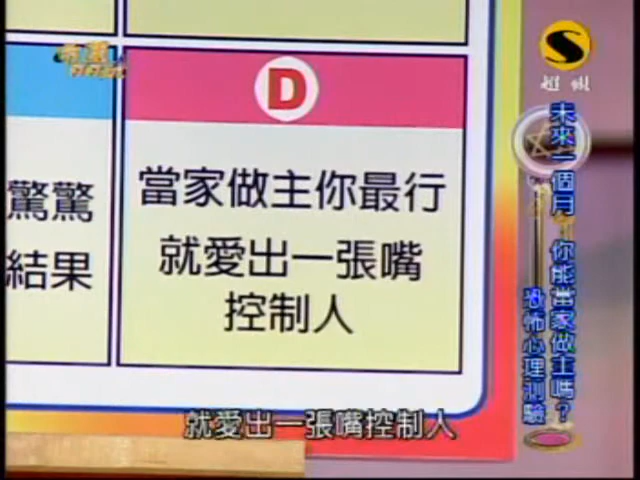 D
當家做主你最行
就愛出一張嘴
控制人
驚驚
結果
超視
未來一個月 你能當家做主嗎？
恐怖心理測驗
就愛出一張嘴控制人